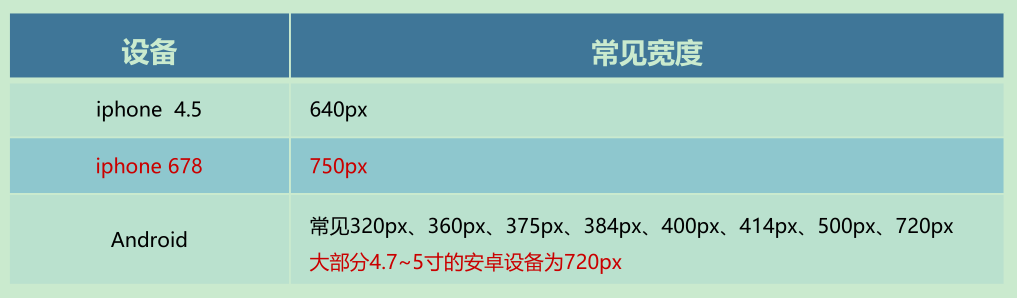 设备 常见宽度
iphone 4.5 640px
iphone 678 750px
Android 常见320px、360px、375px、384px、400px、414px、500px、720px
大部分4.7~5寸的安卓设备为720px